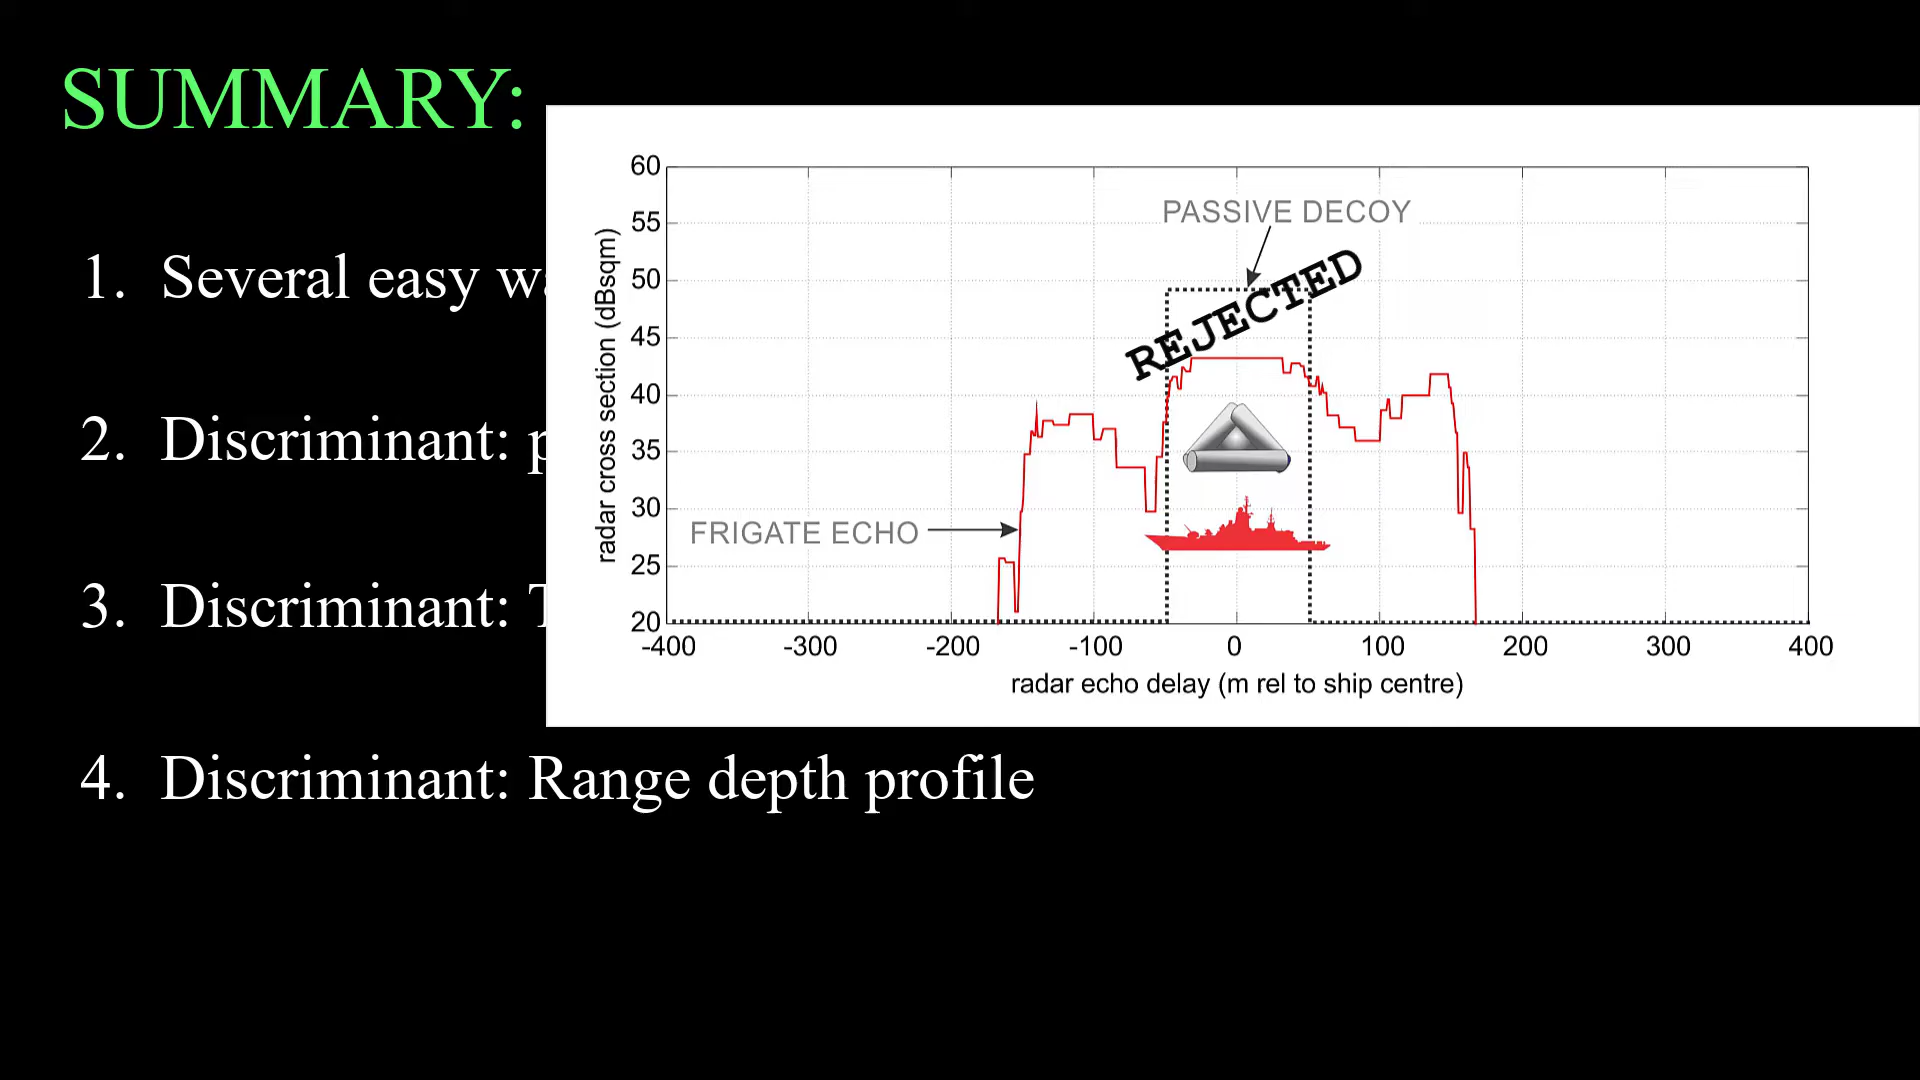 SUMMARY:
1. Several easy
2. Discriminant:
3. Discriminant:
4. Discriminant: Range depth profile
PASSIVE DECOY
REJECTED
FRIGATE ECHO
radar cross section (dBsqm)
60
55
50
45
40
35
30
25
20
-400 -300 -200 -100 0 100 200 300 400
radar echo delay (m rel to ship centre)